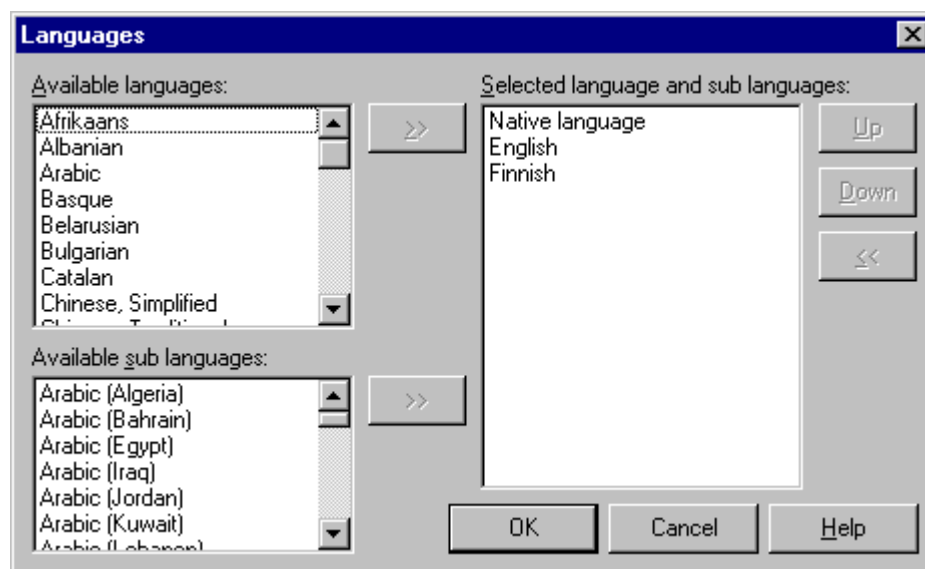 Languages
Available languages:
Afrikaans
Albanian
Arabic
Basque
Belarusian
Bulgarian
Catalan
Chinese, Simplified
>>
Available sub languages:
Arabic (Algeria)
Arabic (Bahrain)
Arabic (Egypt)
Arabic (Iraq)
Arabic (Jordan)
Arabic (Kuwait)
Arabic (Lebanon)
>>
Selected language and sub languages:
Native language
English
Finnish
Up
Down
<<
OK
Cancel
Help